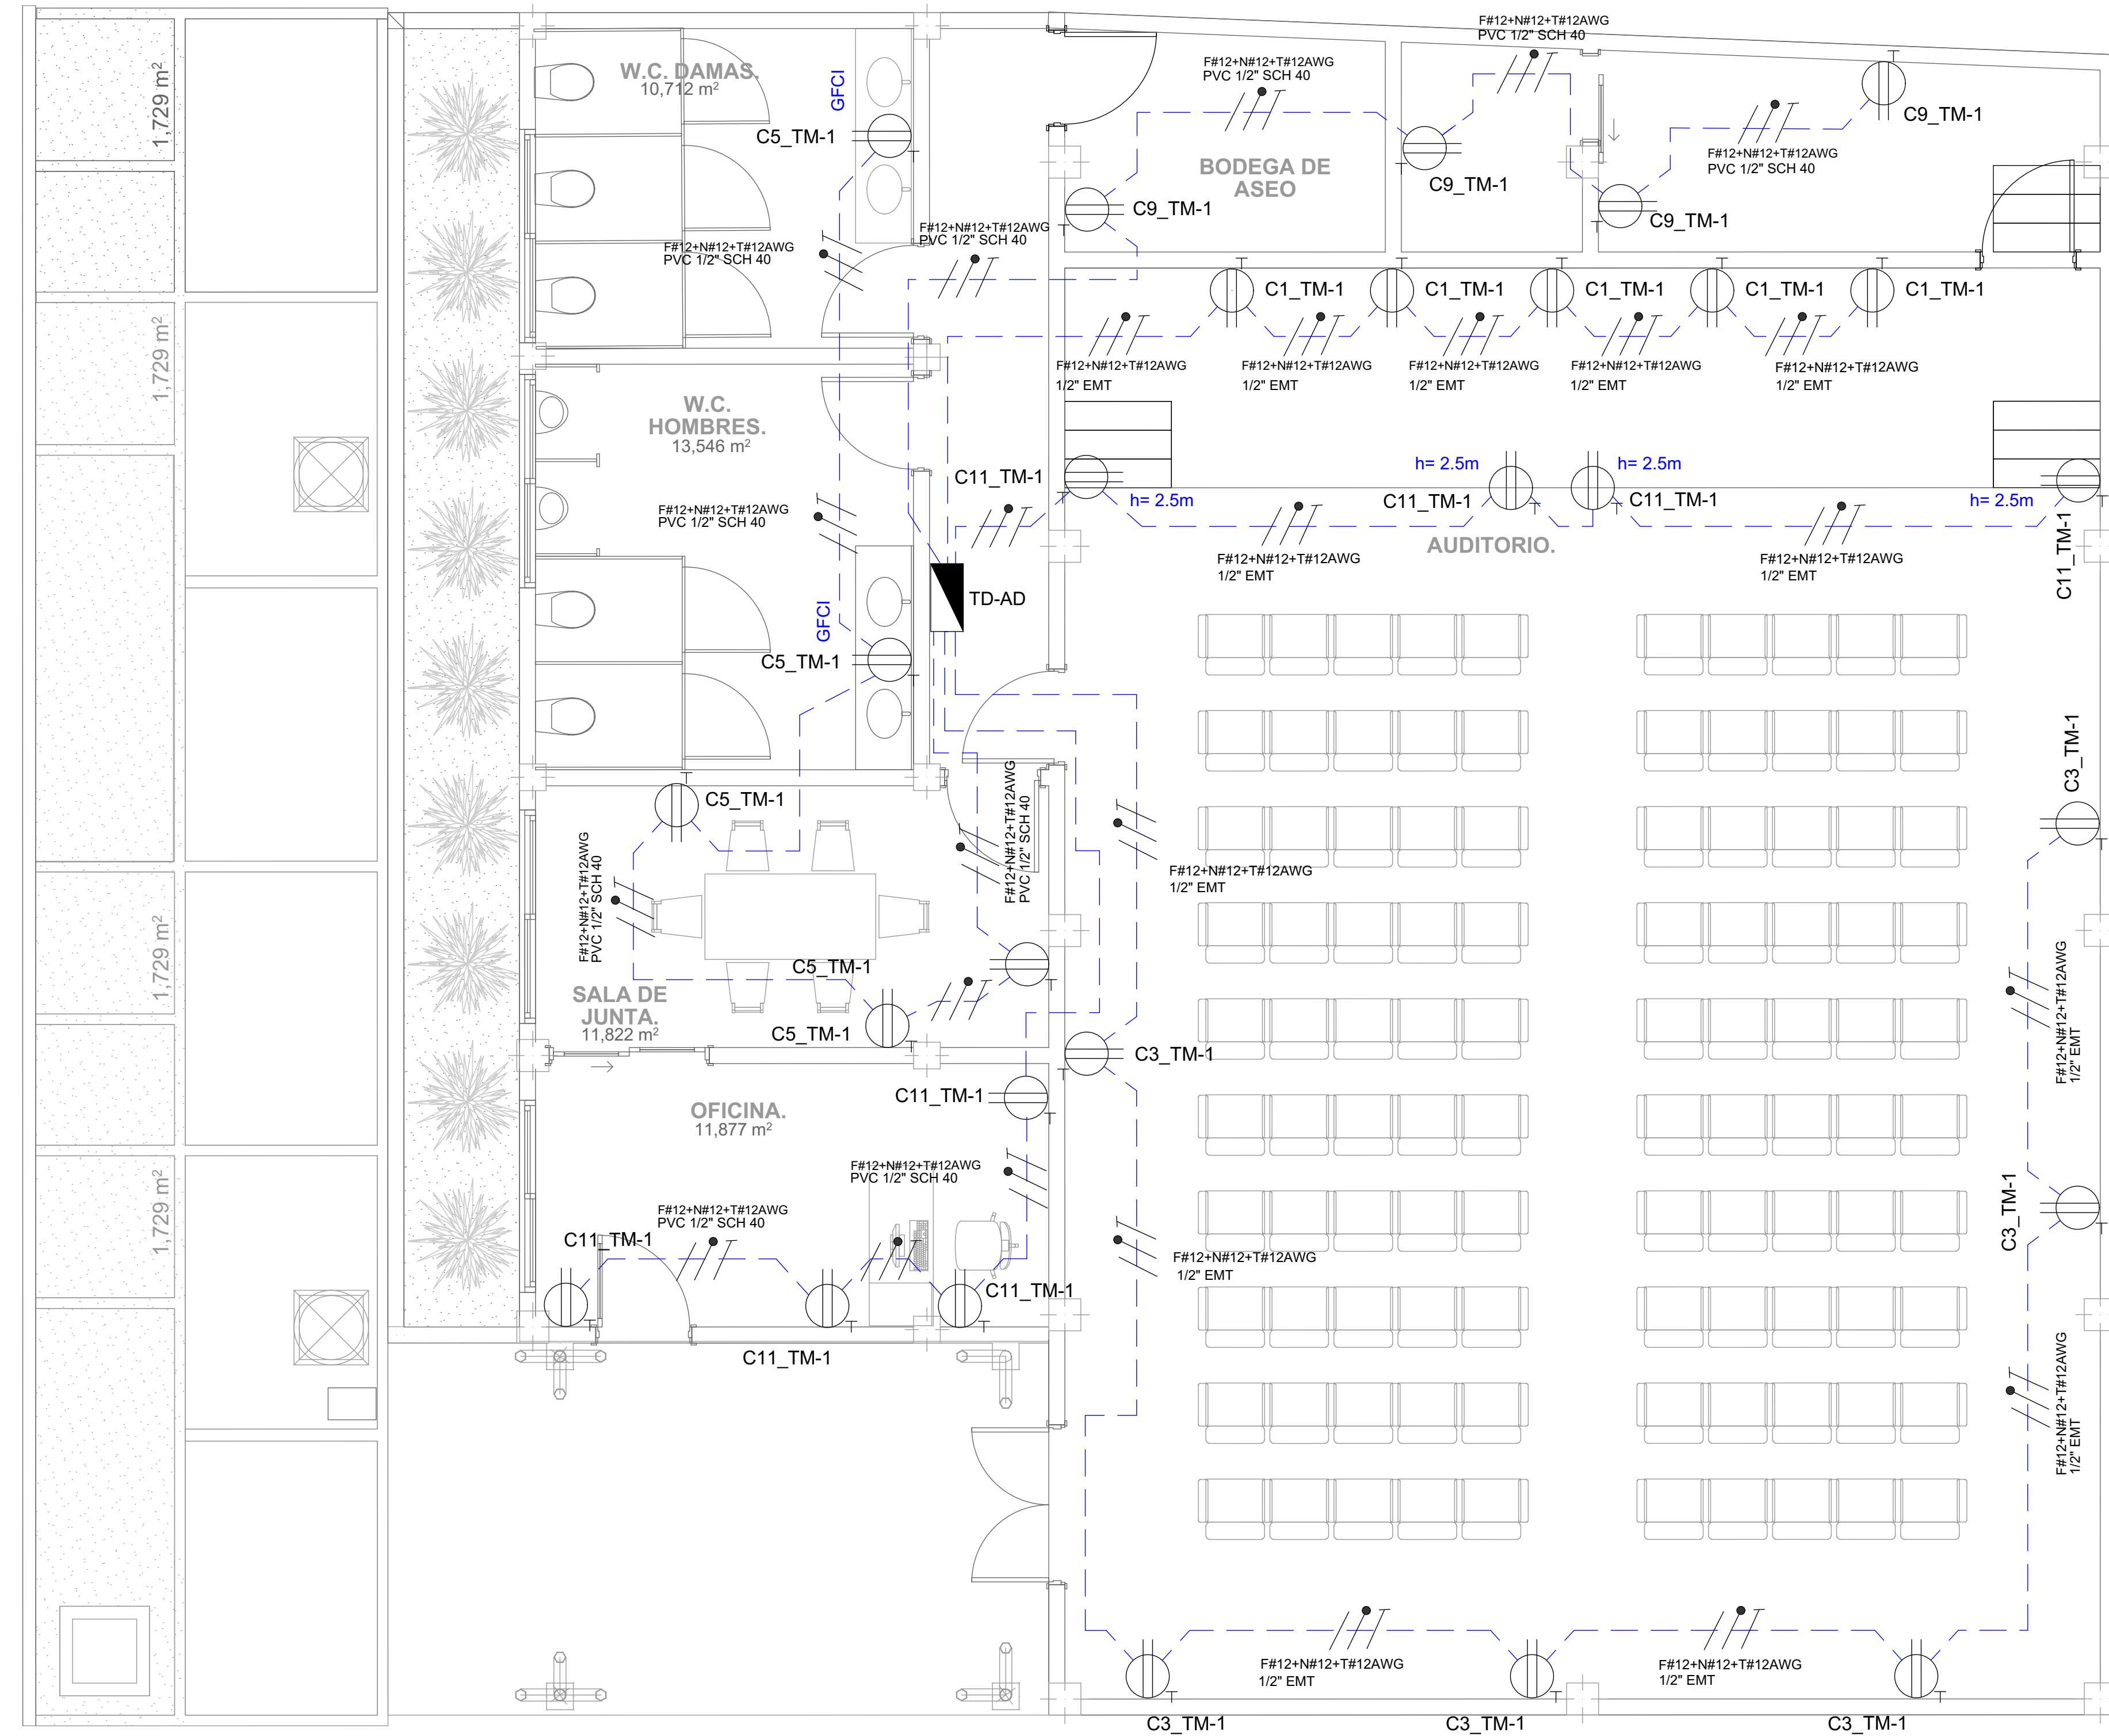 F#12+N#12+T#12AWG
PVC 1/2" SCH 40
1,729 m²
W.C. DAMAS.
10,712 m²
GFCI
C5_TM-1
F#12+N#12+T#12AWG
PVC 1/2" SCH 40
F#12+N#12+T#12AWG
PVC 1/2" SCH 40
C9_TM-1
BODEGA DE
ASEO
C9_TM-1
C9_TM-1
C9_TM-1
F#12+N#12+T#12AWG
PVC 1/2" SCH 40
F#12+N#12+T#12AWG
PVC 1/2" SCH 40
C1_TM-1
C1_TM-1
C1_TM-1
C1_TM-1
C1_TM-1
1,729 m²
F#12+N#12+T#12AWG
1/2" EMT
F#12+N#12+T#12AWG
1/2" EMT
F#12+N#12+T#12AWG
1/2" EMT
F#12+N#12+T#12AWG
1/2" EMT
F#12+N#12+T#12AWG
1/2" EMT
W.C.
HOMBRES.
13,546 m²
C11_TM-1
h= 2.5m
h= 2.5m
h= 2.5m
C11_TM-1
C11_TM-1
h= 2.5m
C11_TM-1
F#12+N#12+T#12AWG
PVC 1/2" SCH 40
AUDITORIO.
F#12+N#12+T#12AWG
1/2" EMT
F#12+N#12+T#12AWG
1/2" EMT
TD-AD
GFCI
C5_TM-1
C3_TM-1
C5_TM-1
F#12+N#12+T#12AWG
PVC 1/2" SCH 40
F#12+N#12+T#12AWG
PVC 1/2" SCH 40
F#12+N#12+T#12AWG
1/2" EMT
1,729 m²
C5_TM-1
SALA DE
JUNTA.
11,822 m²
C5_TM-1
C3_TM-1
F#12+N#12+T#12AWG
1/2" EMT
C11_TM-1
OFICINA.
11,877 m²
1,729 m²
F#12+N#12+T#12AWG
PVC 1/2" SCH 40
F#12+N#12+T#12AWG
PVC 1/2" SCH 40
C11_TM-1
C3_TM-1
F#12+N#12+T#12AWG
1/2" EMT
C11_TM-1
C11_TM-1
F#12+N#12+T#12AWG
1/2" EMT
F#12+N#12+T#12AWG
1/2" EMT
F#12+N#12+T#12AWG
1/2" EMT
C3_TM-1
C3_TM-1
C3_TM-1